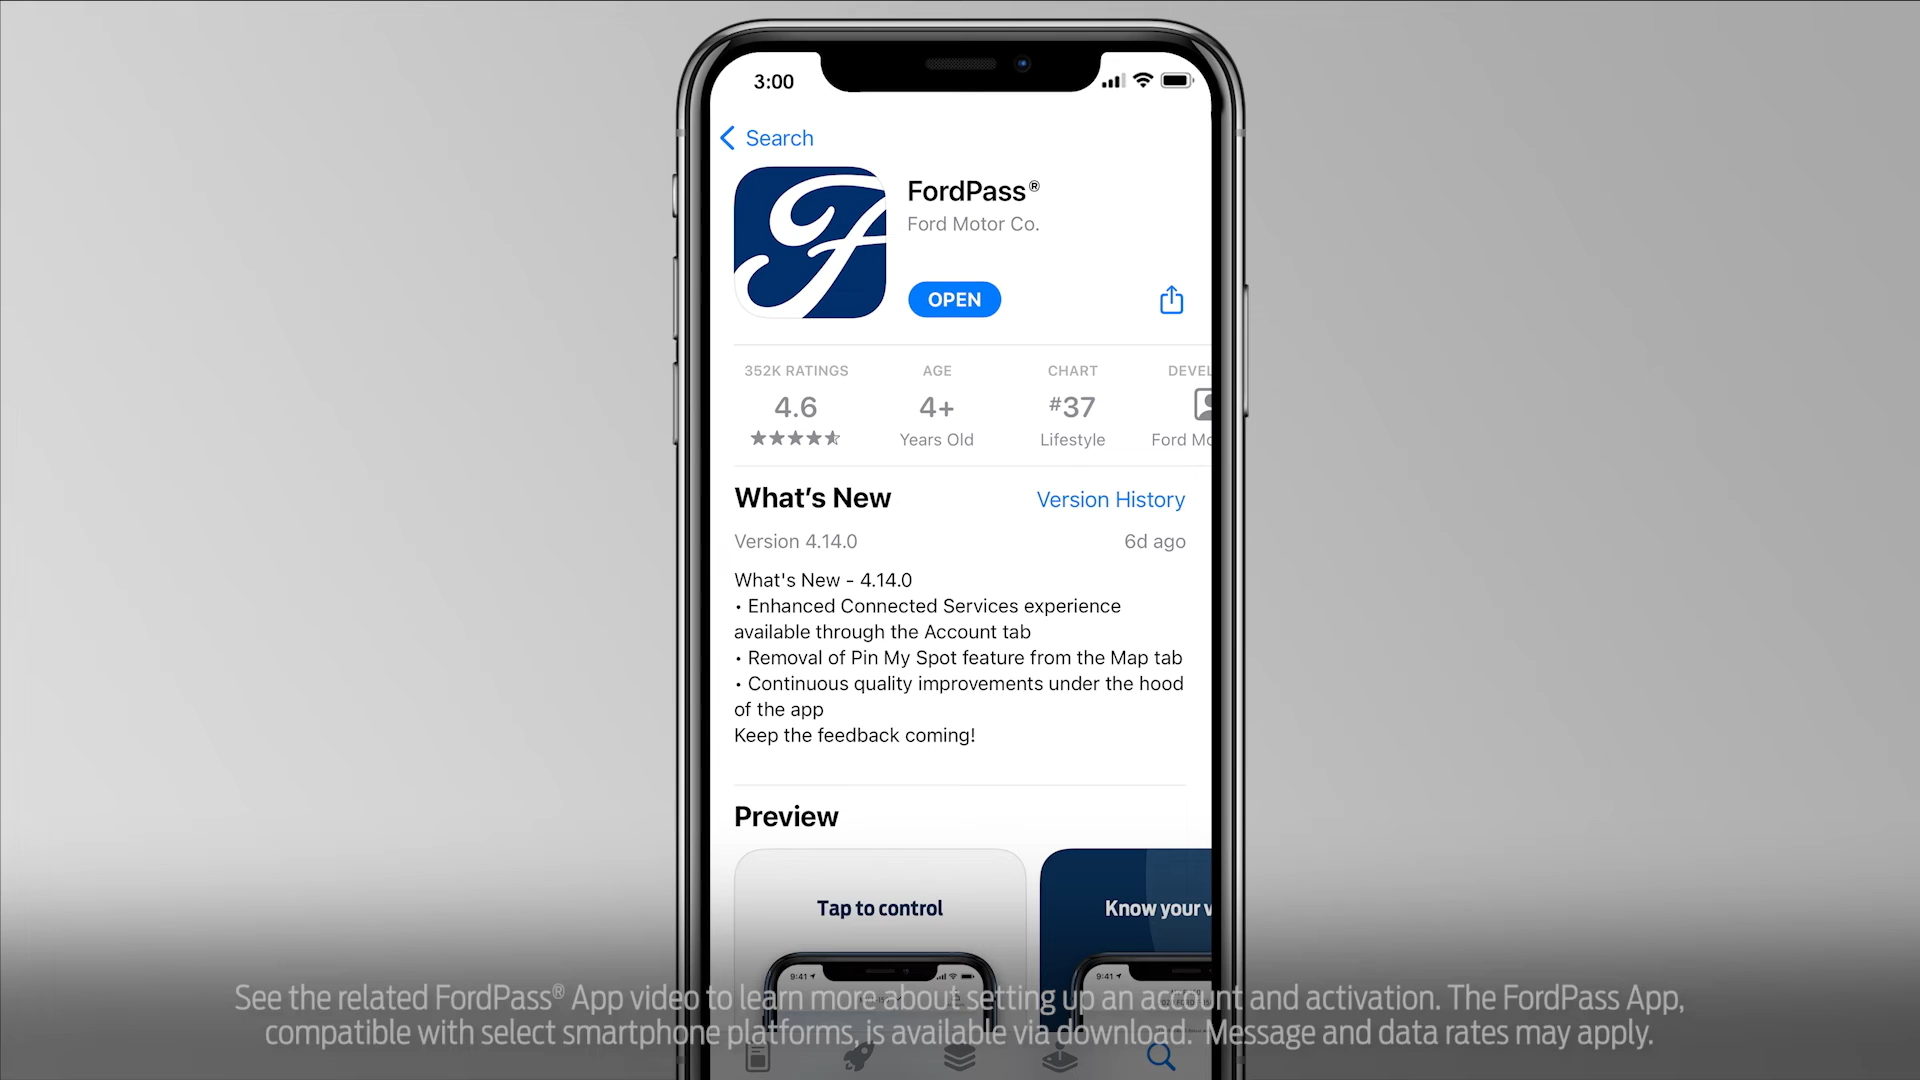 3:00
Search
FordPass®
Ford Motor Co.
OPEN
352K RATINGS
4.6
AGE
4+
Years Old
CHART
#37
Lifestyle
DEVEL
Ford Mo
What's New
Version History
Version 4.14.0
6d ago
What's New - 4.14.0
• Enhanced Connected Services experience
available through the Account tab
• Removal of Pin My Spot feature from the Map tab
• Continuous quality improvements under the hood
of the app
Keep the feedback coming!
Preview
Tap to control
Know your v
9:41
9:41
See the related FordPass® App video to learn more about setting up an account and activation. The FordPass App,
compatible with select smartphone platforms, is available via download. Message and data rates may apply.